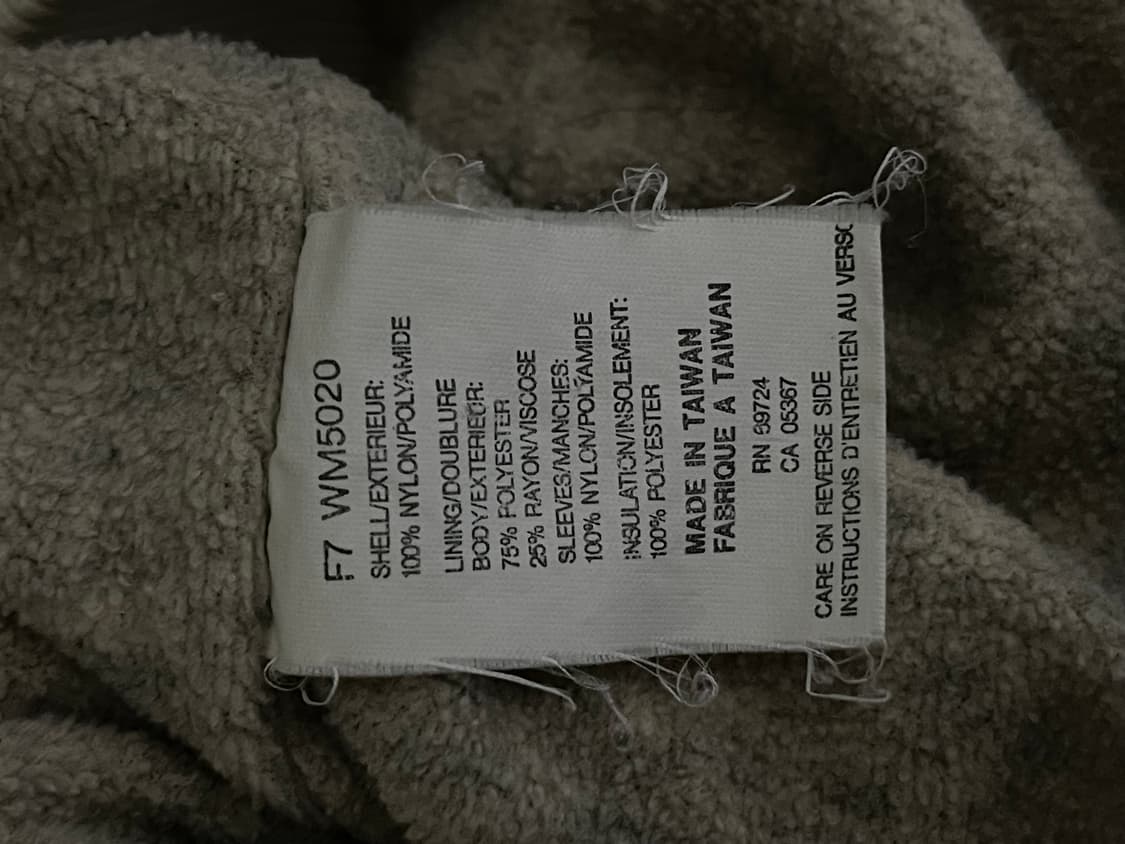 F7 WM5020
SHELL/EXTERIEUR:
100% NYLON/POLYAMIDE
LINING/DOUBLURE
BODY/EXTERIEUR:
75% POLYESTER
25% RAYON/VISCOSE
SLEEVES/MANCHES:
100% NYLON/POLYAMIDE
INSULATION/INSOLEMENT:
100% POLYESTER
MADE IN TAIWAN
FABRIQUE A TAIWAN
RN
CA 05367
CARE ON REVERSE SIDE
INSTRUCTIONS D'ENTRETIEN AU VERSO